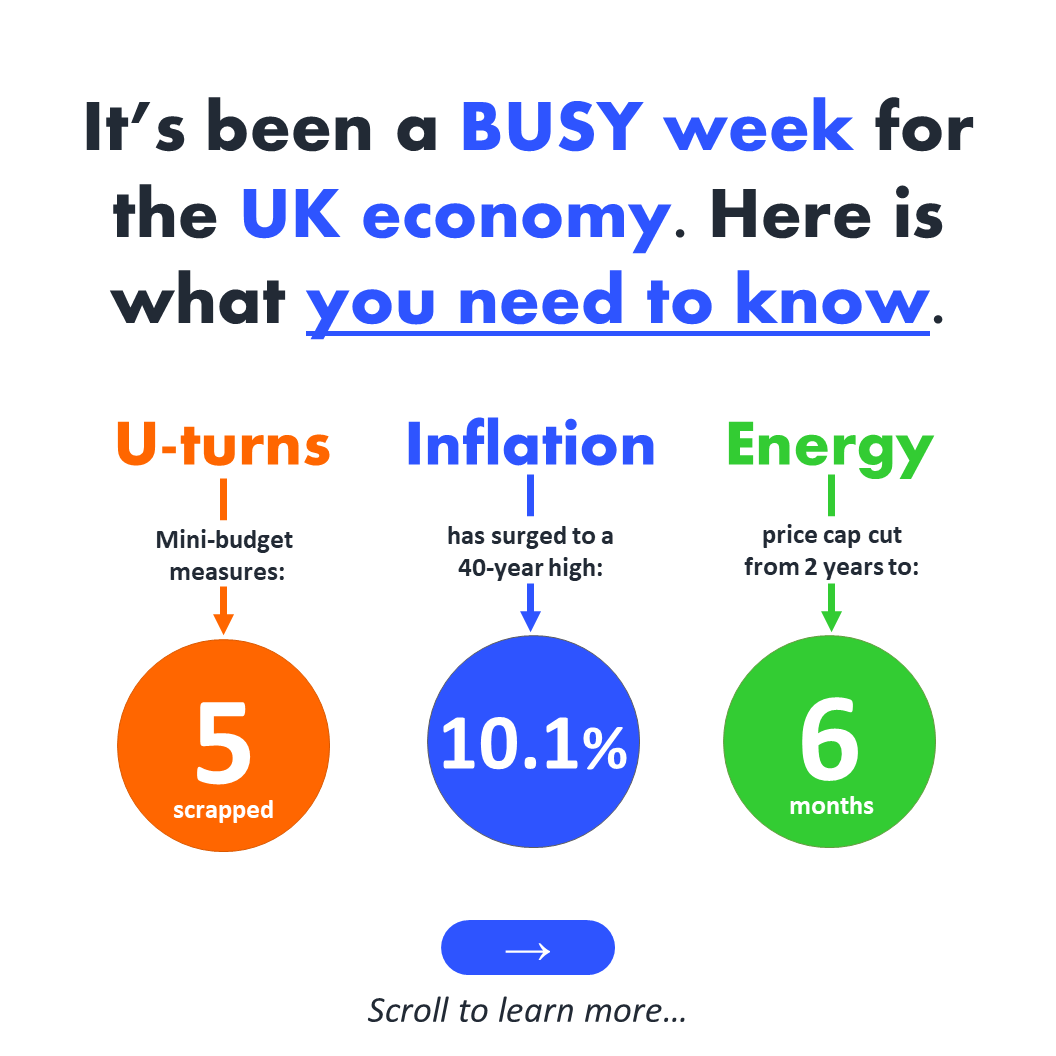 It’s been a BUSY week for
the UK economy. Here is
what you need to know.
U-turns
Mini-budget
measures:
5
scrapped
Inflation
has surged to a
40-year high:
10.1%
Energy
price cap cut
from 2 years to:
6
months
→
Scroll to learn more...